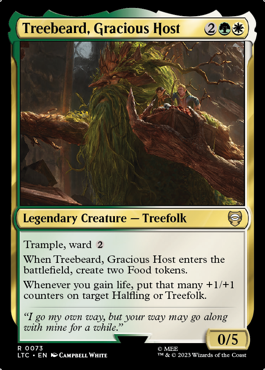 Treebeard, Gracious Host 2
Legendary Creature — Treefolk
Trample, ward 2
When Treebeard, Gracious Host enters the
battlefield, create two Food tokens.
Whenever you gain life, put that many +1/+1
counters on target Halfling or Treefolk.
“I go my own way, but your way may go along
with mine for a while.”
0/5
R 0073
LTC • EN Campbell White
© MEE
™ & © 2023 Wizards of the Coast